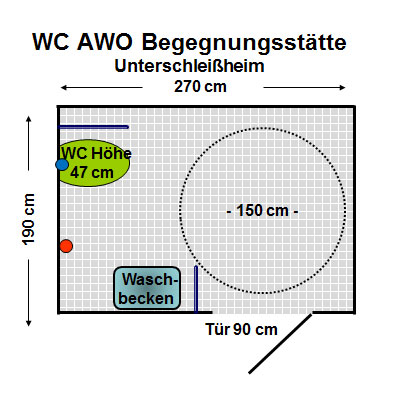 WC AWO Begegnungsstätte
Unterschleißheim
270 cm
190 cm
WC Höhe
47 cm
- 150 cm -
Wasch-
becken
Tür 90 cm